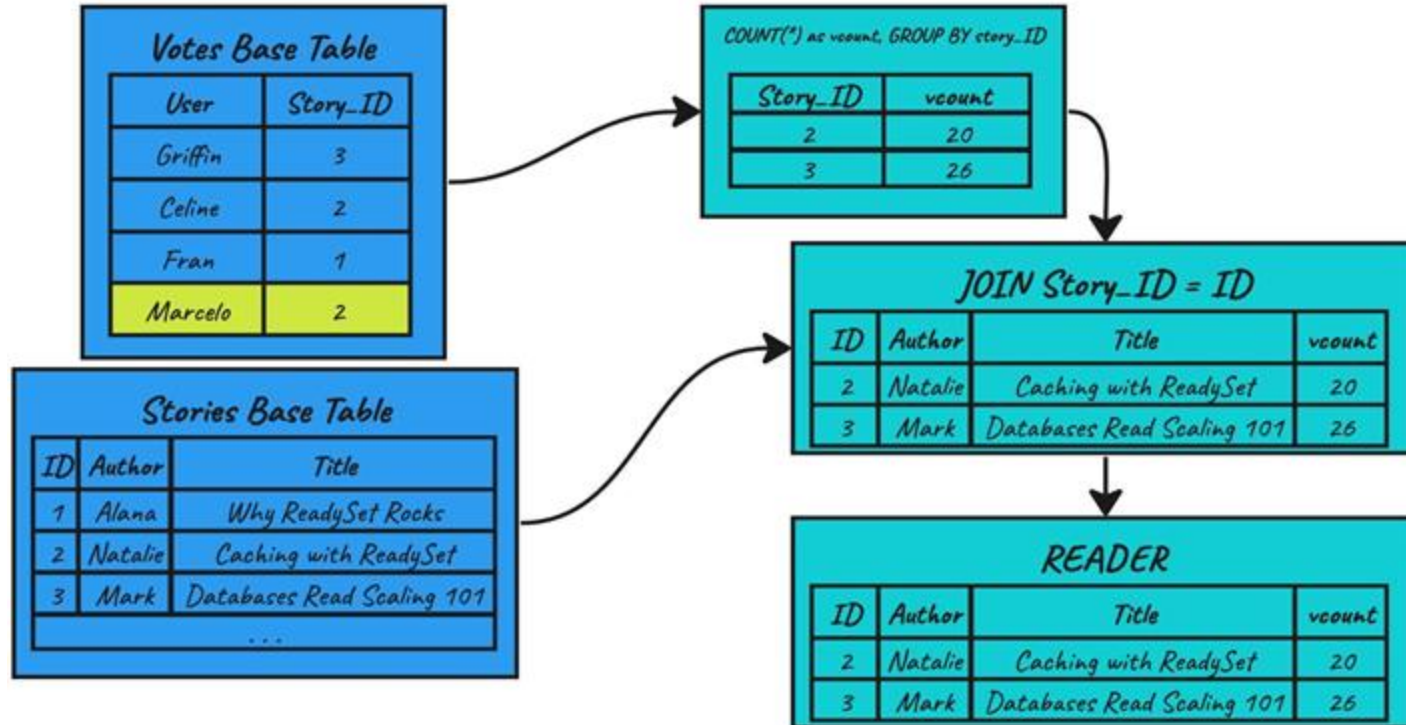 Votes Base Table
User Story_ID
Griffin 3
Celine 2
Fran 1
Marcelo 2
Stories Base Table
ID Author Title
1 Alana Why ReadySet Rocks
2 Natalie Caching with ReadySet
3 Mark Databases Read Scaling 101
...
COUNT(*) as vcount, GROUP BY story_ID
Story_ID vcount
2 20
3 26
JOIN Story_ID = ID
ID Author Title vcount
2 Natalie Caching with ReadySet 20
3 Mark Databases Read Scaling 101 26
READER
ID Author Title vcount
2 Natalie Caching with ReadySet 20
3 Mark Databases Read Scaling 101 26